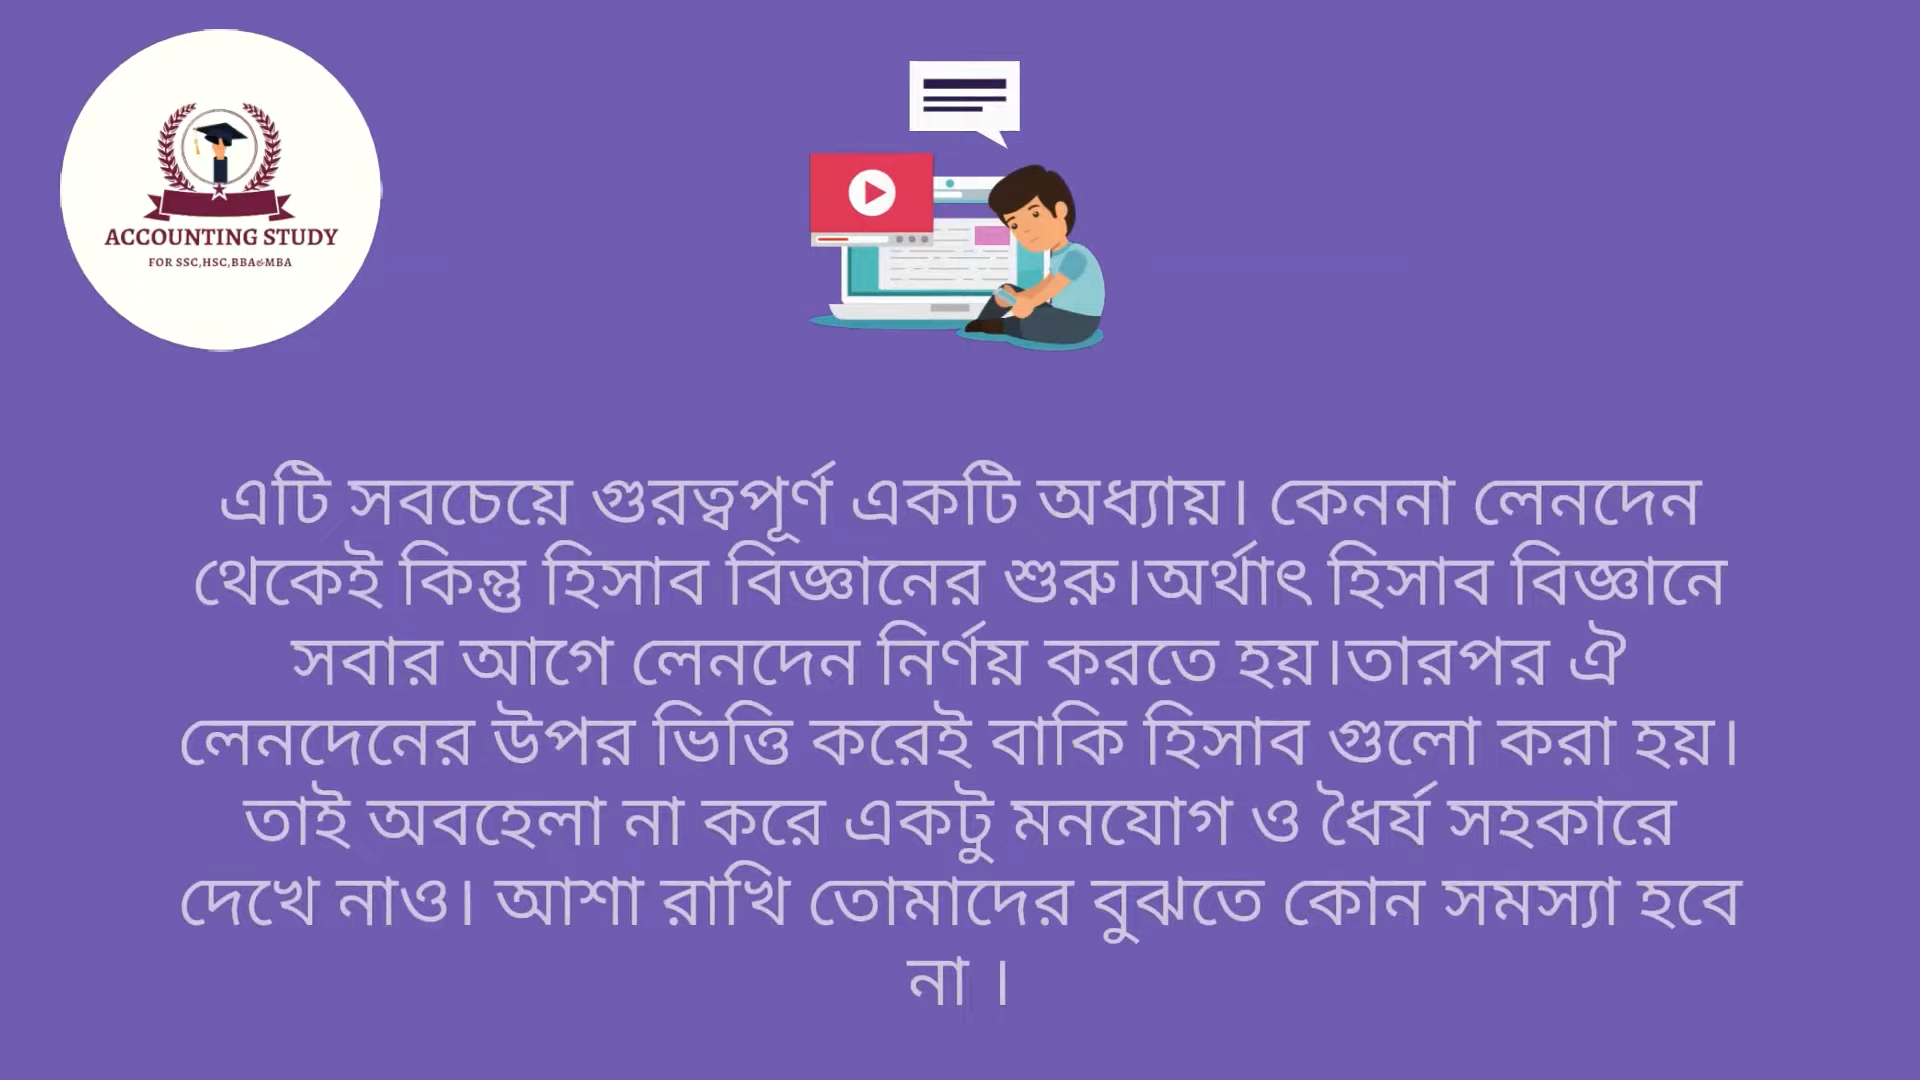 ACCOUNTING STUDY
FOR SSC,HSC,BBA&MBA
এটি সবচেয়ে গুরত্বপূর্ণ একটি অধ্যায়। কেননা লেনদেন
থেকেই কিন্তু হিসাব বিজ্ঞানের শুরু।অর্থাৎ হিসাব বিজ্ঞানে
সবার আগে লেনদেন নির্ণয় করতে হয়।তারপর ঐ
লেনদেনের উপর ভিত্তি করেই বাকি হিসাব গুলো করা হয়।
তাই অবহেলা না করে একটু মনযোগ ও ধৈর্য সহকারে
দেখে নাও। আশা রাখি তোমাদের বুঝতে কোন সমস্যা হবে
না ।